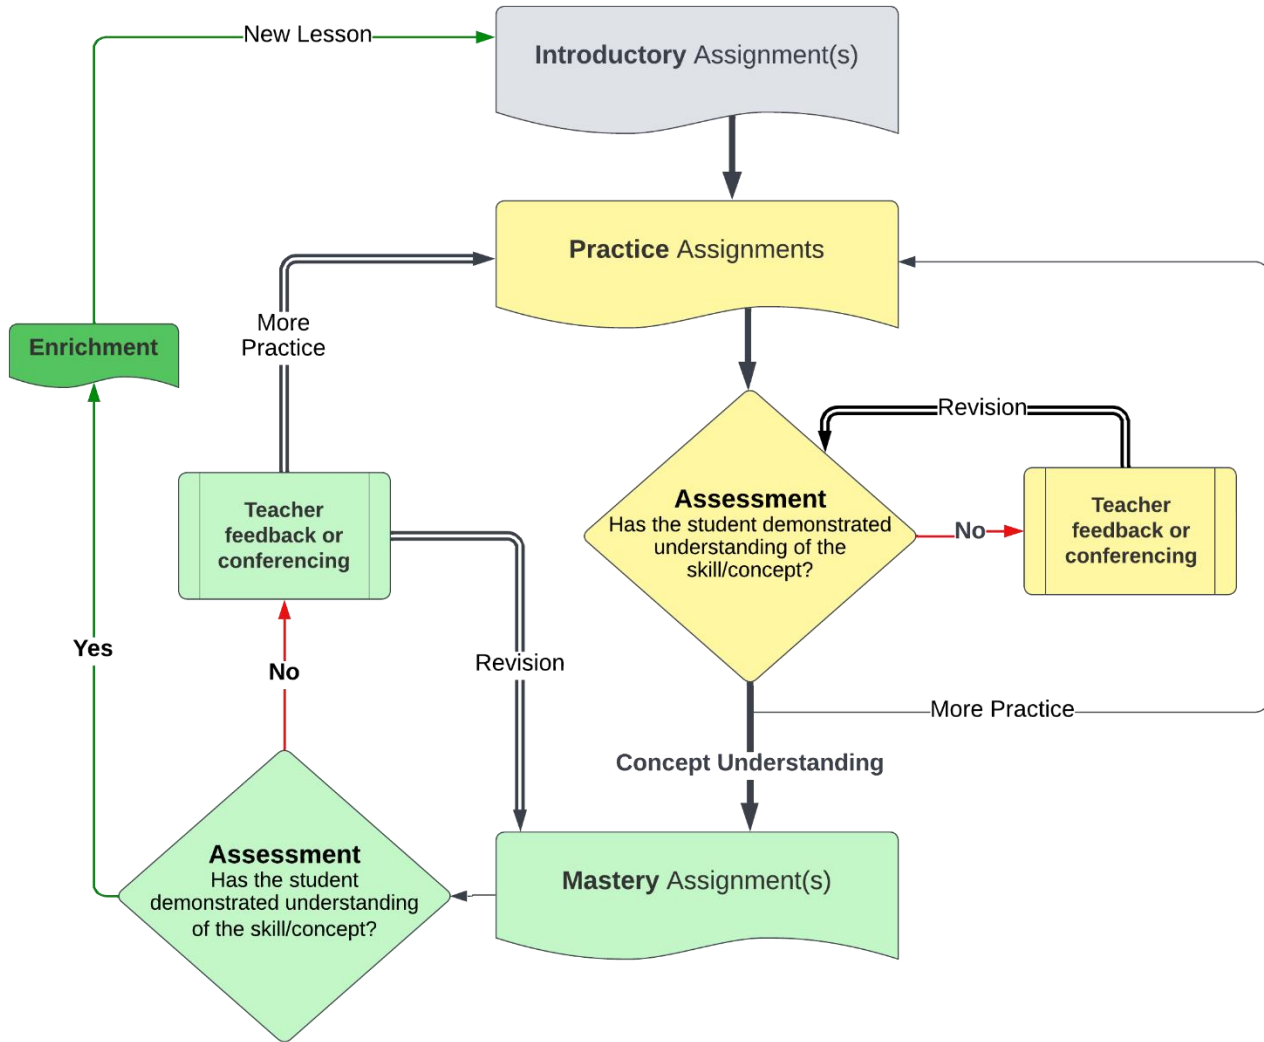 New Lesson
Introductory Assignment(s)
Practice Assignments
More
Practice
Enrichment
Revision
Teacher
feedback or
conferencing
Assessment
Has the student demonstrated
understanding of the
skill/concept?
No
Teacher
feedback or
conferencing
Yes
No
Revision
More Practice
Concept Understanding
Assessment
Has the student
demonstrated understanding
of the skill/concept?
Mastery Assignment(s)